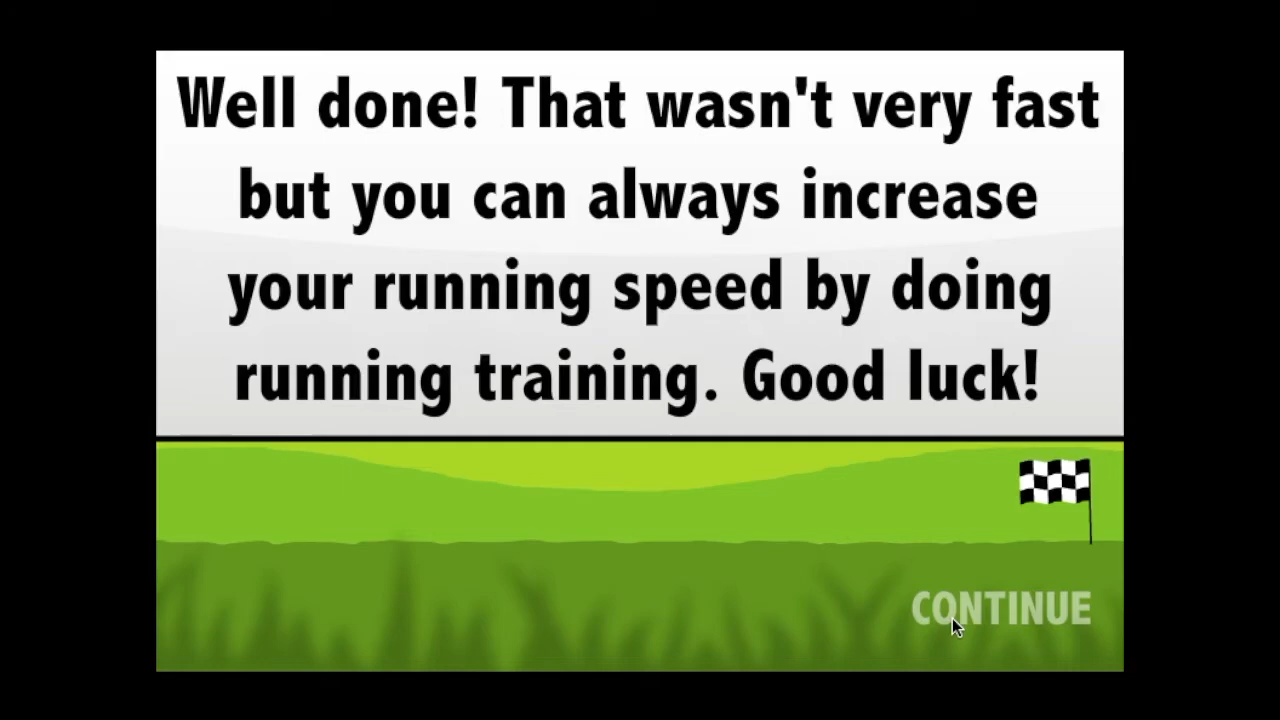 Well done! That wasn't very fast
but you can always increase
your running speed by doing
running training. Good luck!
CONTINUE